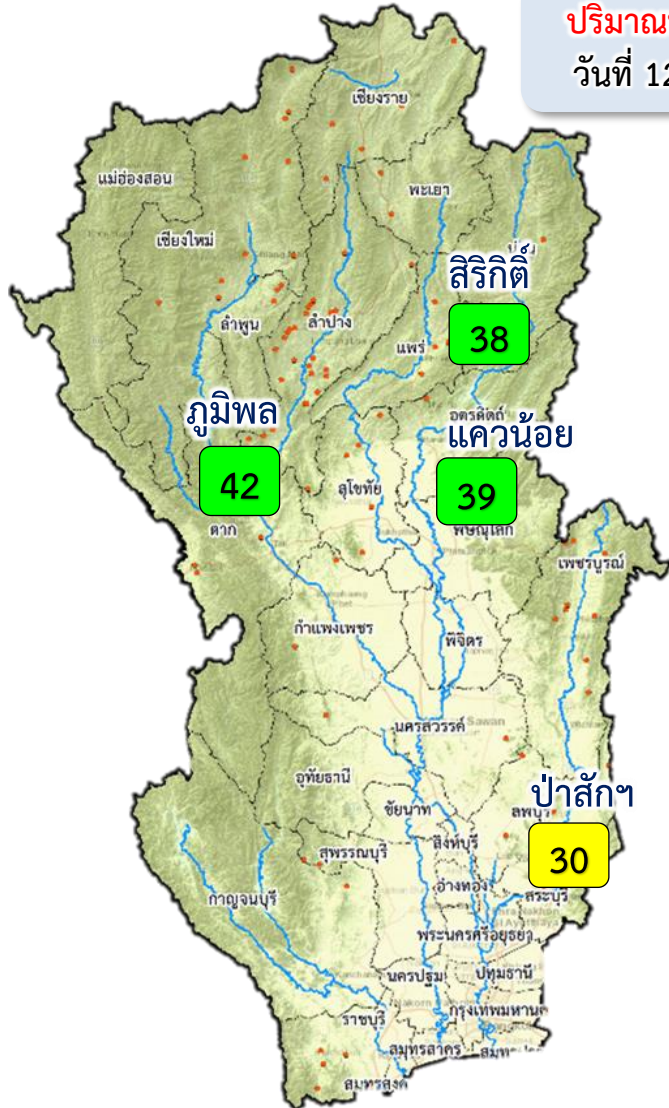 ปริมาณ
วันที่ 12
เชียงราย
แม่ฮ่องสอน
พะเยา
เชียงใหม่
สิริกิติ์
38
ลำพูน
ลำปาง
แพร่
ภูมิพล
42
อุตรดิตถ์
แควน้อย
39
สุโขทัย
ตาก
พิษณุโลก
เพชรบูรณ์
กำแพงเพชร
พิจิตร
นครสวรรค์
Sawan
อุทัยธานี
ป่าสักฯ
30
ชัยนาท
ลพบุรี
สิงห์บุรี
สุพรรณบุรี
อ่างทอง
สระบุรี
กาญจนบุรี
พระนครศรีอยุธยา
นครปฐม
ปทุมธานี
ราชบุรี
กรุงเทพมหานค
สมุทรสาคร
สมุทรสงค